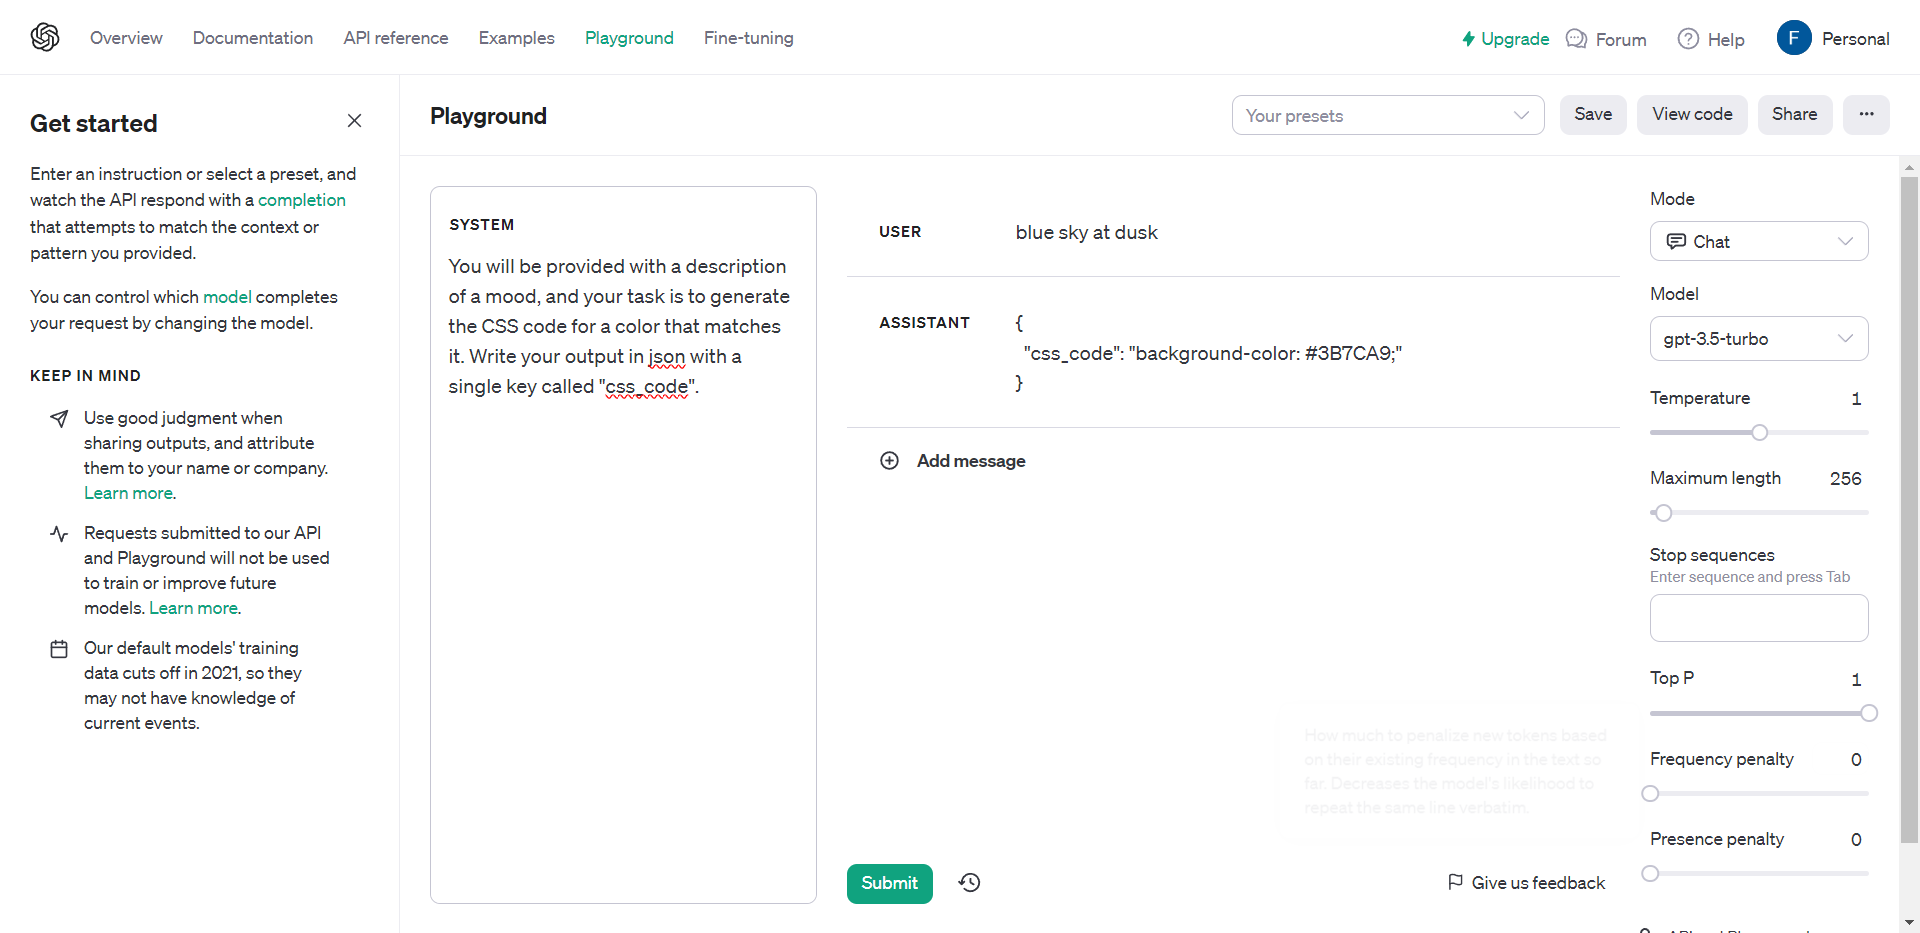 Overview Documentation API reference Examples Playground Fine-tuning Upgrade Forum Help F Personal
Get started
Enter an instruction or select a preset, and
watch the API respond with a completion
that attempts to match the context or
pattern you provided.
You can control which model completes
your request by changing the model.
KEEP IN MIND
Use good judgment when
sharing outputs, and attribute
them to your name or company.
Learn more.
Requests submitted to our API
and Playground will not be used
to train or improve future
models. Learn more.
Our default models' training
data cuts off in 2021, so they
may not have knowledge of
current events.
Playground
Your presets
Save
View code
Share
SYSTEM
You will be provided with a description
of a mood, and your task is to generate
the CSS code for a color that matches
it. Write your output in json with a
single key called "css_code".
USER
blue sky at dusk
ASSISTANT
{
"css_code": "background-color: #3B7CA9;"
}
Add message
How much to penalize new tokens based
on their existing frequency in the text so
far. Decreases the model's likelihood to
repeat the same line verbatim.
Submit
Give us feedback
Mode
Chat
Model
gpt-3.5-turbo
Temperature 1
Maximum length 256
Stop sequences
Enter sequence and press Tab
Top P 1
Frequency penalty 0
Presence penalty 0